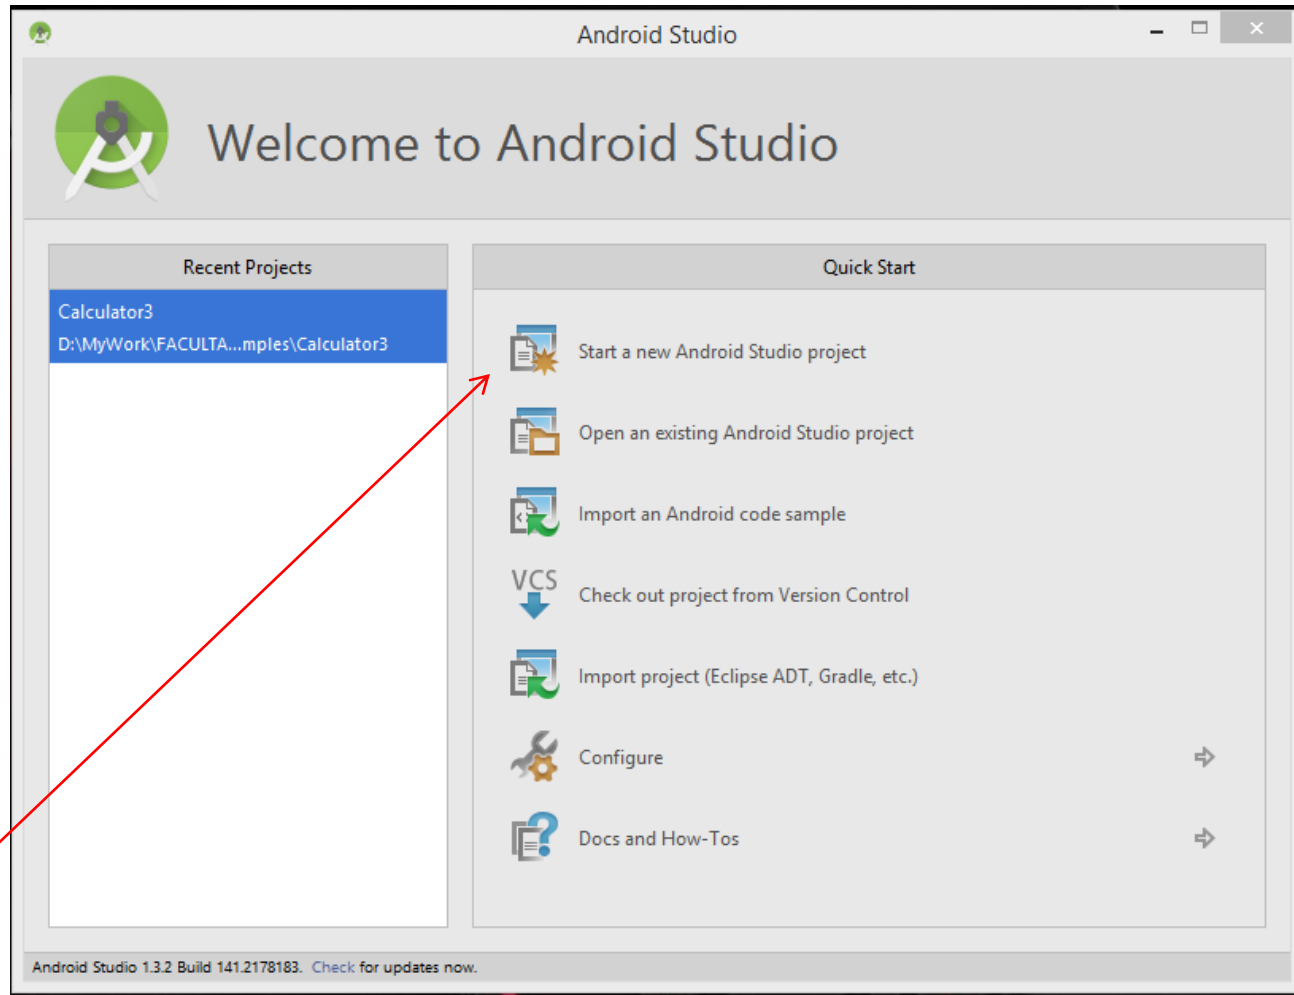 Android Studio
Welcome to Android Studio
Recent Projects
Calculator3
D:\MyWork\FACULTA...mples\Calculator3
Quick Start
Start a new Android Studio project
Open an existing Android Studio project
Import an Android code sample
VCS
Check out project from Version Control
Import project (Eclipse ADT, Gradle, etc.)
Configure
Docs and How-Tos
Android Studio 1.3.2 Build 141.2178183. Check for updates now.